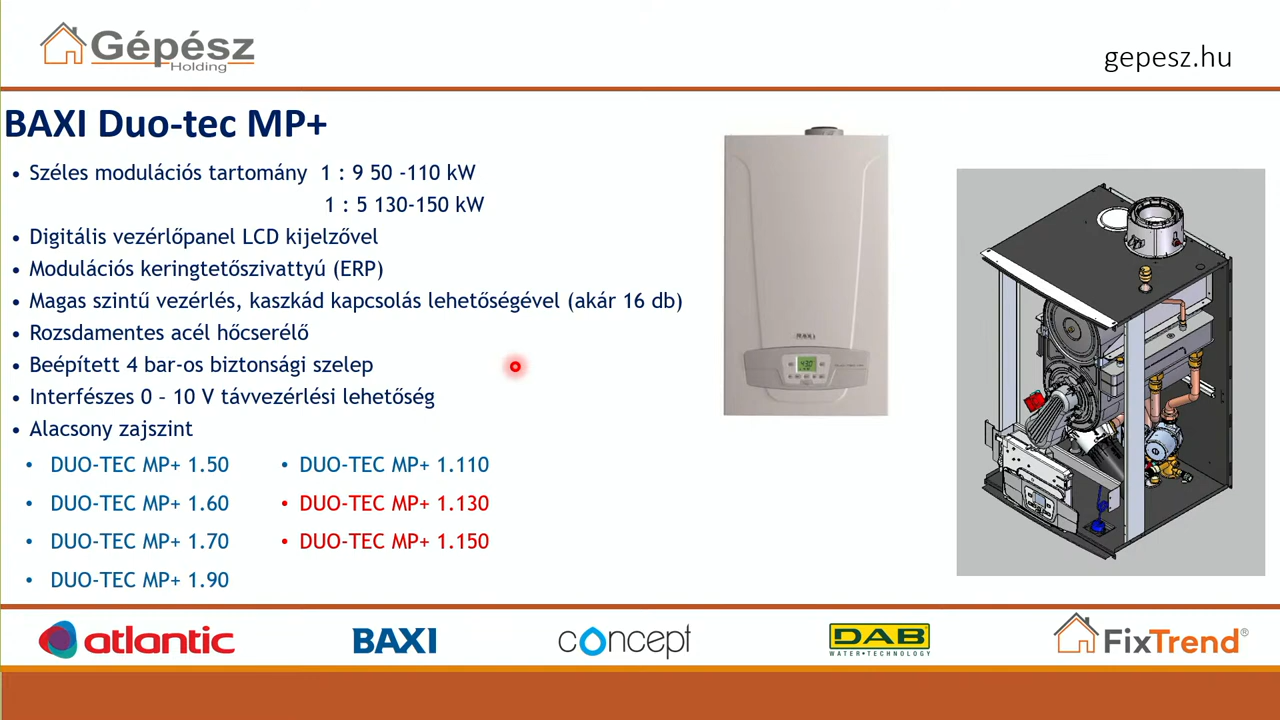 Gépész
Holding
gepesz.hu
BAXI Duo-tec MP+
• Széles modulációs tartomány 1 : 9 50 -110 kW
1 : 5 130-150 kW
• Digitális vezérlőpanel LCD kijelzővel
• Modulációs keringtetőszivattyú (ERP)
• Magas szintű vezérlés, kaszkád kapcsolás lehetőségével (akár 16 db)
• Rozsdamentes acél hőcserélő
• Beépített 4 bar-os biztonsági szelep
• Interfészes 0 – 10 V távvezérlési lehetőség
• Alacsony zajszint
• DUO-TEC MP+ 1.50
• DUO-TEC MP+ 1.60
• DUO-TEC MP+ 1.70
• DUO-TEC MP+ 1.90
• DUO-TEC MP+ 1.110
• DUO-TEC MP+ 1.130
• DUO-TEC MP+ 1.150
BAXI
atlantic
BAXI
concept
DAB
WATER•TECHNOLOGY
FixTrend®